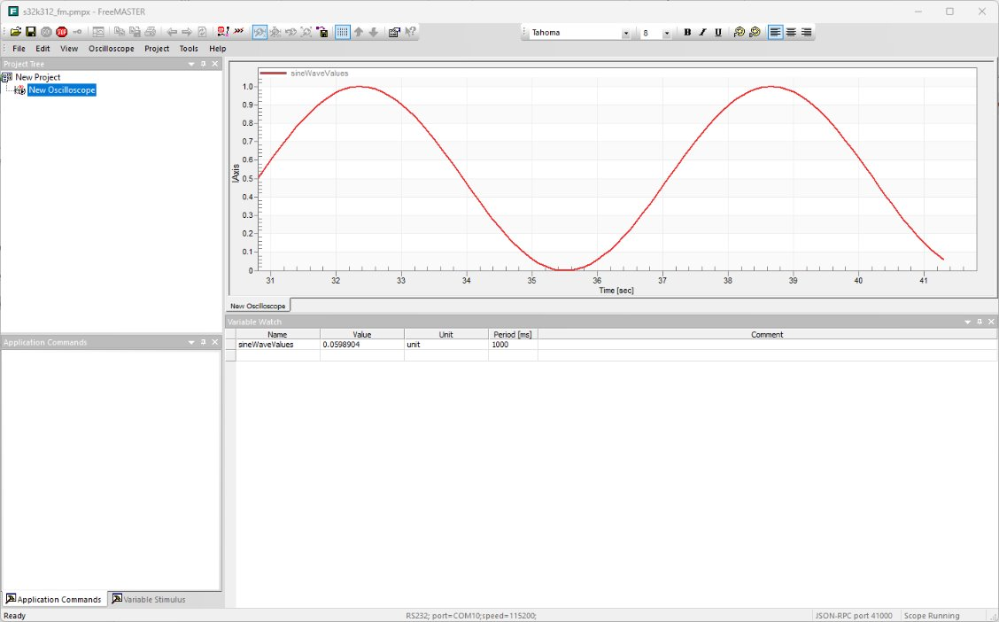 s32k312_fm.pmpx - FreeMASTER
Tahoma 8 B I U
File Edit View Oscilloscope Project Tools Help
Project Tree
New Project
New Oscilloscope
sineWaveValues
1.0
0.9
0.8
0.7
0.6
0.5
0.4
0.3
0.2
0.1
0
IAxis
31 32 33 34 35 36 37 38 39 40 41
Time [sec]
New Oscilloscope
Variable Watch
Name Value Unit Period [ms] Comment
sineWaveValues 0.0598904 unit 1000
Application Commands
Application Commands Variable Stimulus
Ready RS232; port=COM10;speed=115200; JSON-RPC port 41000 Scope Running